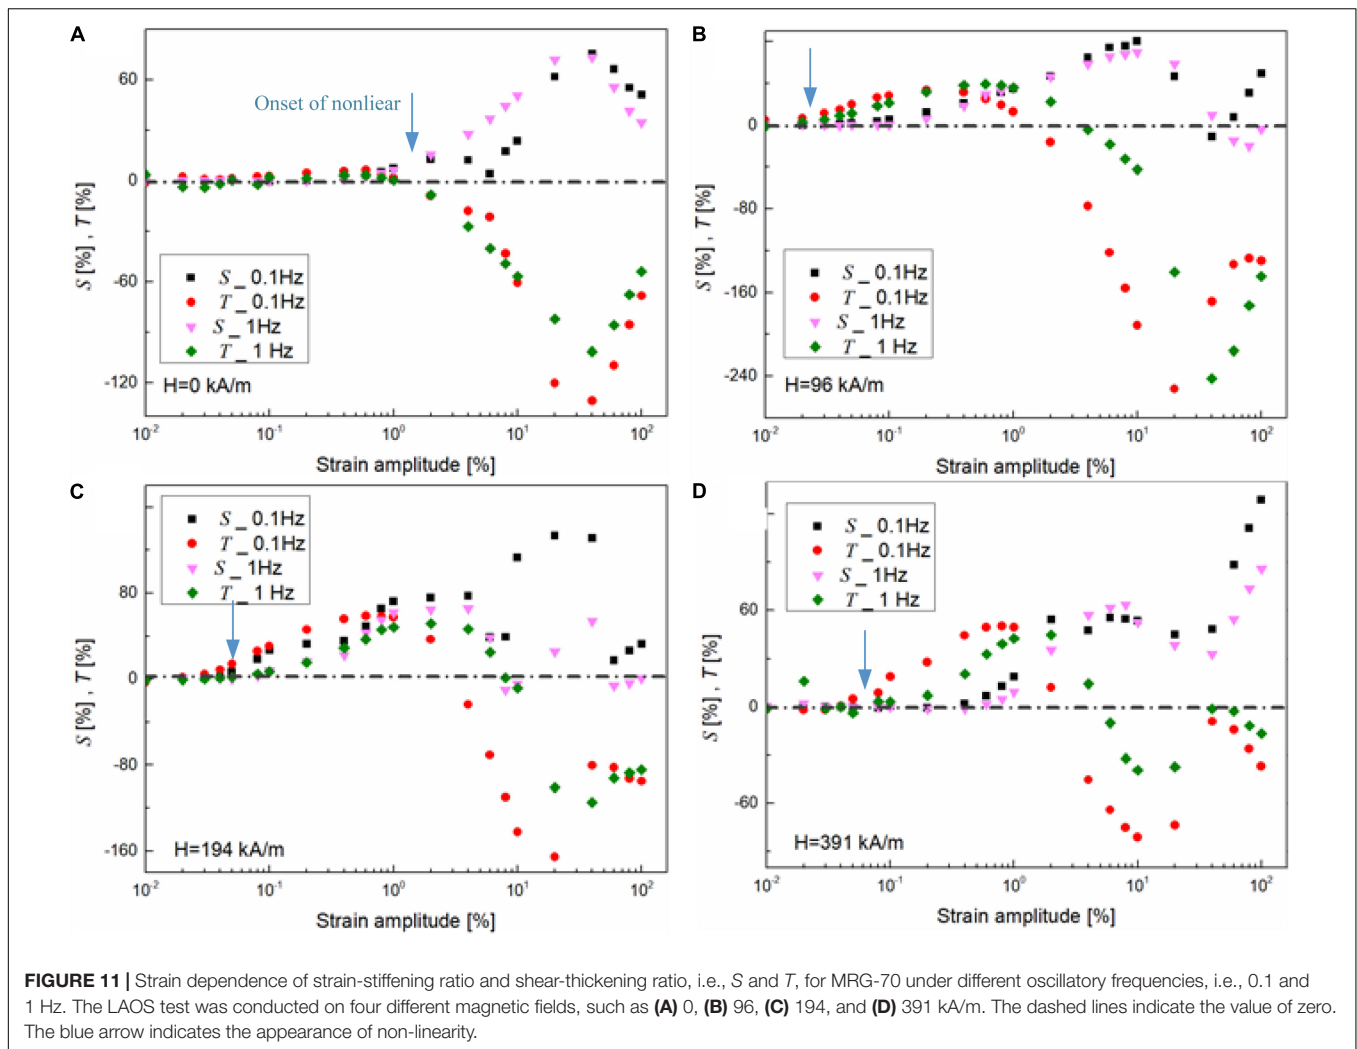 A
60
0
-60
-120
S [%] , T [%]
Onset of nonliear
S _ 0.1Hz
T _ 0.1Hz
S _ 1Hz
T _ 1 Hz
H=0 kA/m
10-2 10-1 100 101 102
Strain amplitude [%]
B
0
-80
-160
-240
S [%] , T [%]
S _ 0.1Hz
T _ 0.1Hz
S _ 1Hz
T _ 1 Hz
H=96 kA/m
10-2 10-1 100 101 102
Strain amplitude [%]
C
80
0
-80
-160
S [%] , T [%]
S _ 0.1Hz
T _ 0.1Hz
S _ 1Hz
T _ 1 Hz
H=194 kA/m
10-2 10-1 100 101 102
Strain amplitude [%]
D
60
0
-60
S [%] , T [%]
S _ 0.1Hz
T _ 0.1Hz
S _ 1Hz
T _ 1 Hz
H=391 kA/m
10-2 10-1 100 101 102
Strain amplitude [%]
FIGURE 11 | Strain dependence of strain-stiffening ratio and shear-thickening ratio, i.e., S and T, for MRG-70 under different oscillatory frequencies, i.e., 0.1 and
1 Hz. The LAOS test was conducted on four different magnetic fields, such as (A) 0, (B) 96, (C) 194, and (D) 391 kA/m. The dashed lines indicate the value of zero.
The blue arrow indicates the appearance of non-linearity.